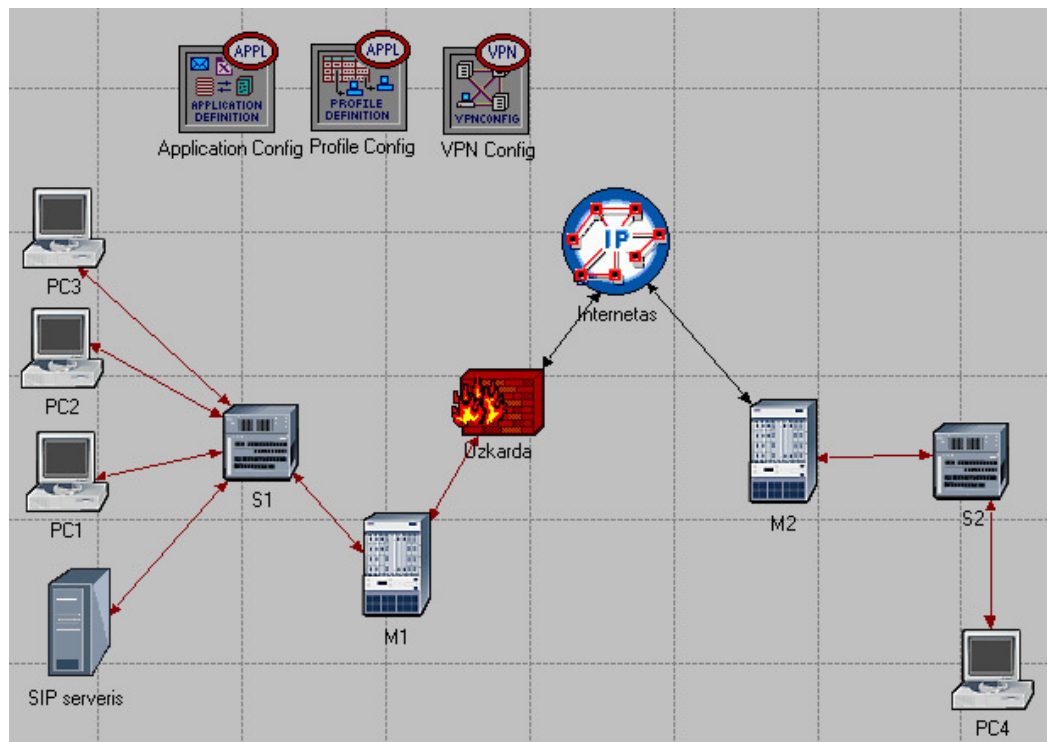 APPL
APPLICATION
DEFINITION
Application Config
APPL
PROFILE
DEFINITION
Profile Config
VPN
VPNCONFIG
VPN Config
IP
Internetas
PC3
PC2
PC1
SIP serveris
S1
M1
Uzkarda
M2
S2
PC4